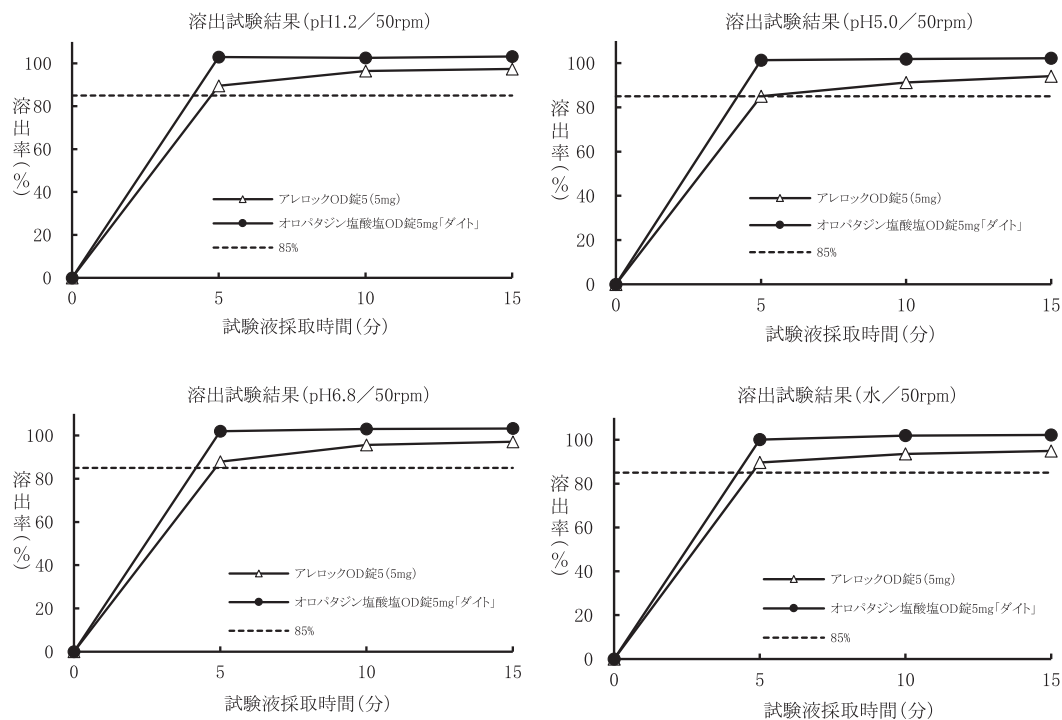 溶出試験結果(pH1.2／50rpm)
100
80
60
40
20
0
溶出率(%)
アレロックOD錠5(5mg)
オロパタジン塩酸塩OD錠5mg「ダイト」
85%
0 5 10 15
試験液採取時間(分)
溶出試験結果(pH5.0／50rpm)
100
80
60
40
20
0
溶出率(%)
アレロックOD錠5(5mg)
オロパタジン塩酸塩OD錠5mg「ダイト」
85%
0 5 10 15
試験液採取時間(分)
溶出試験結果(pH6.8／50rpm)
100
80
60
40
20
0
溶出率(%)
アレロックOD錠5(5mg)
オロパタジン塩酸塩OD錠5mg「ダイト」
85%
0 5 10 15
試験液採取時間(分)
溶出試験結果(水／50rpm)
100
80
60
40
20
0
溶出率(%)
アレロックOD錠5(5mg)
オロパタジン塩酸塩OD錠5mg「ダイト」
85%
0 5 10 15
試験液採取時間(分)